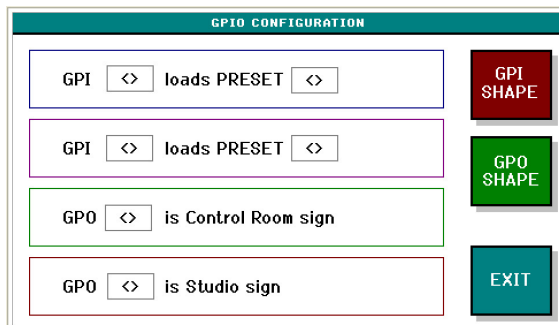 GPIO CONFIGURATION
GPI <> loads PRESET <>
GPI <> loads PRESET <>
GPO <> is Control Room sign
GPO <> is Studio sign
GPI
SHAPE
GPO
SHAPE
EXIT